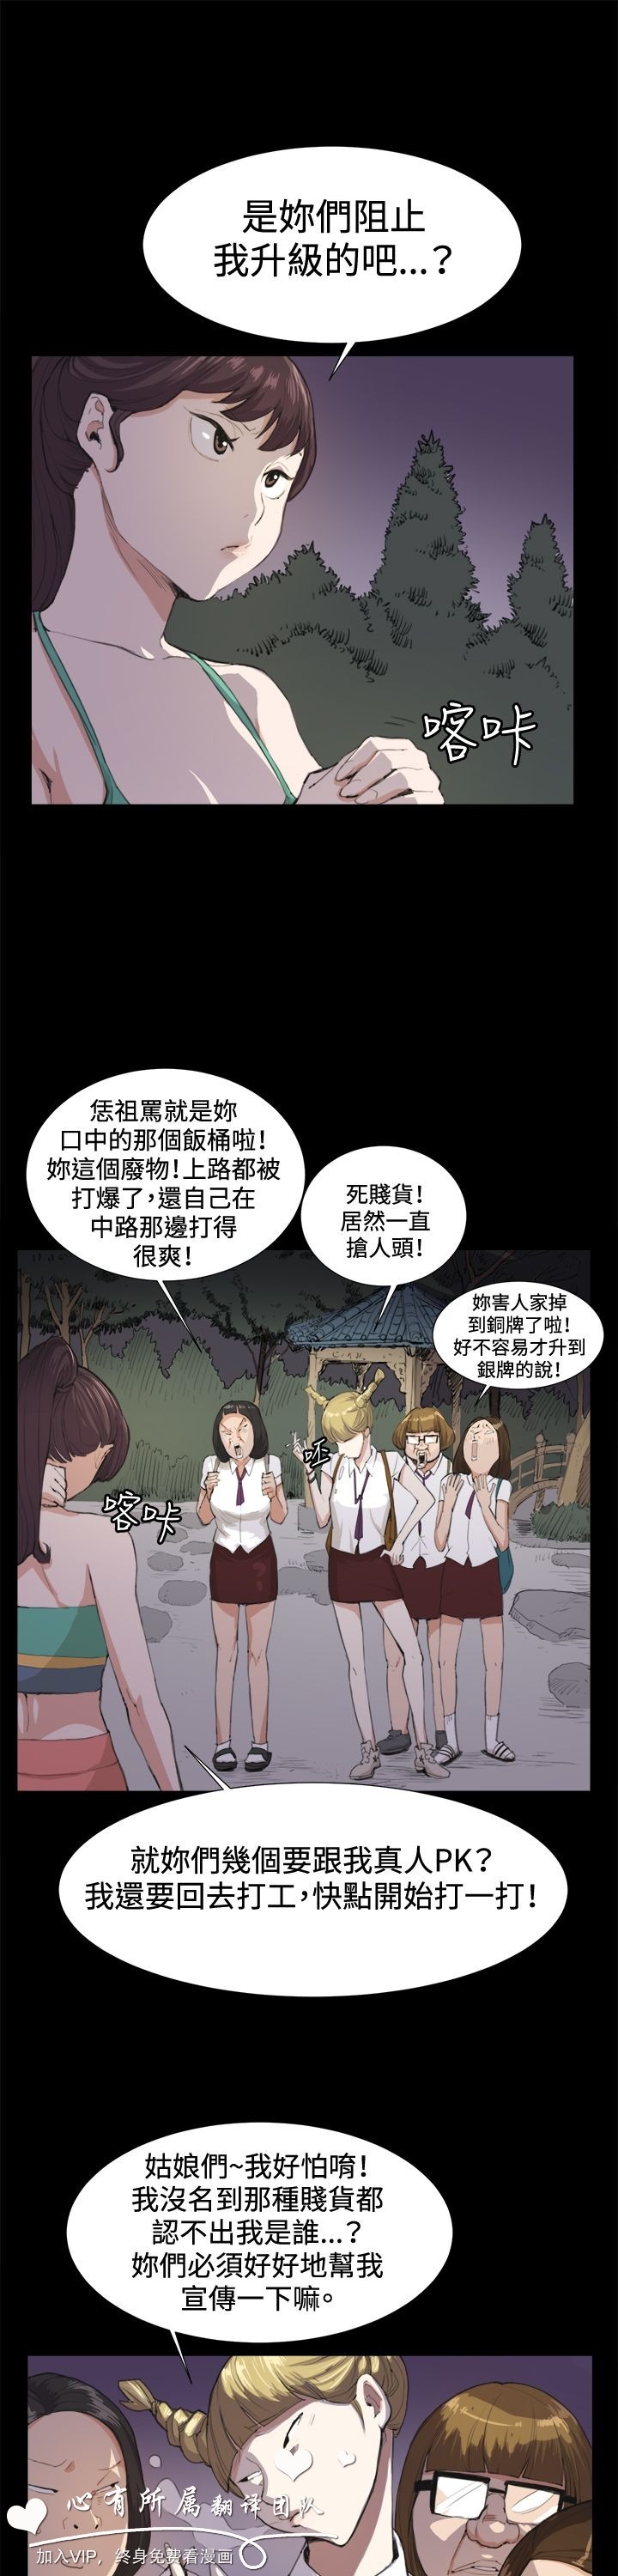 是妳們阻止
我升級的吧...?
喀咔
恁祖罵就是妳
口中的那個飯桶啦!
妳這個廢物!上路都被
打爆了,還自己在
中路那邊打得
很爽!
死賤貨!
居然一直
搶人頭!
妳害人家掉
到銅牌了啦!
好不容易才升到
銀牌的說!
呸
喀咔
就妳們幾個要跟我真人PK?
我還要回去打工,快點開始打一打!
姑娘們~我好怕唷!
我沒名到那種賤貨都
認不出我是誰...?
妳們必須好好地幫我
宣傳一下嘛。
心有所属翻译团队
加入VIP，終身免费看漫画